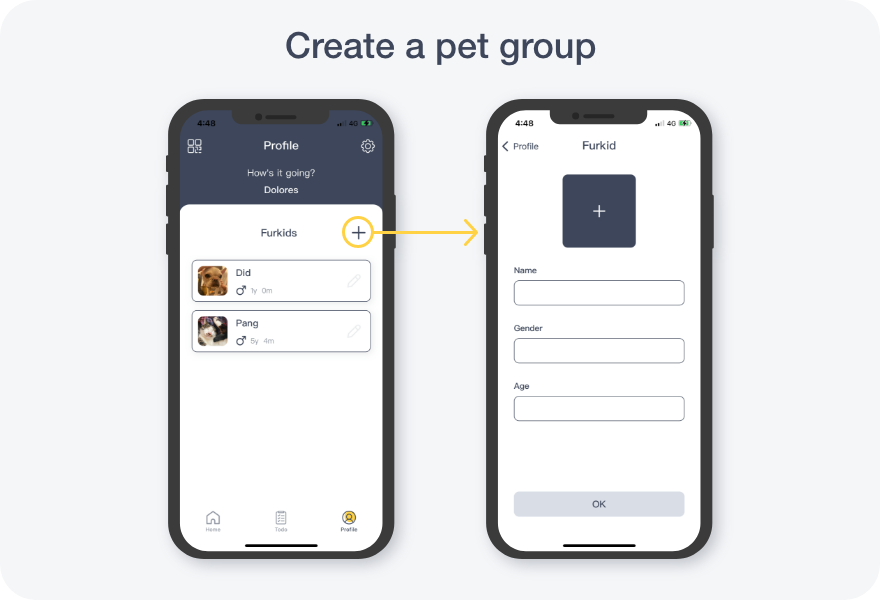 Create a pet group
4:48
4G
Profile
How's it going?
Dolores
Furkids
Did
1y 0m
Pang
5y 4m
Home
Todo
Profile
4:48
4G
Profile
Furkid
Name
Gender
Age
OK